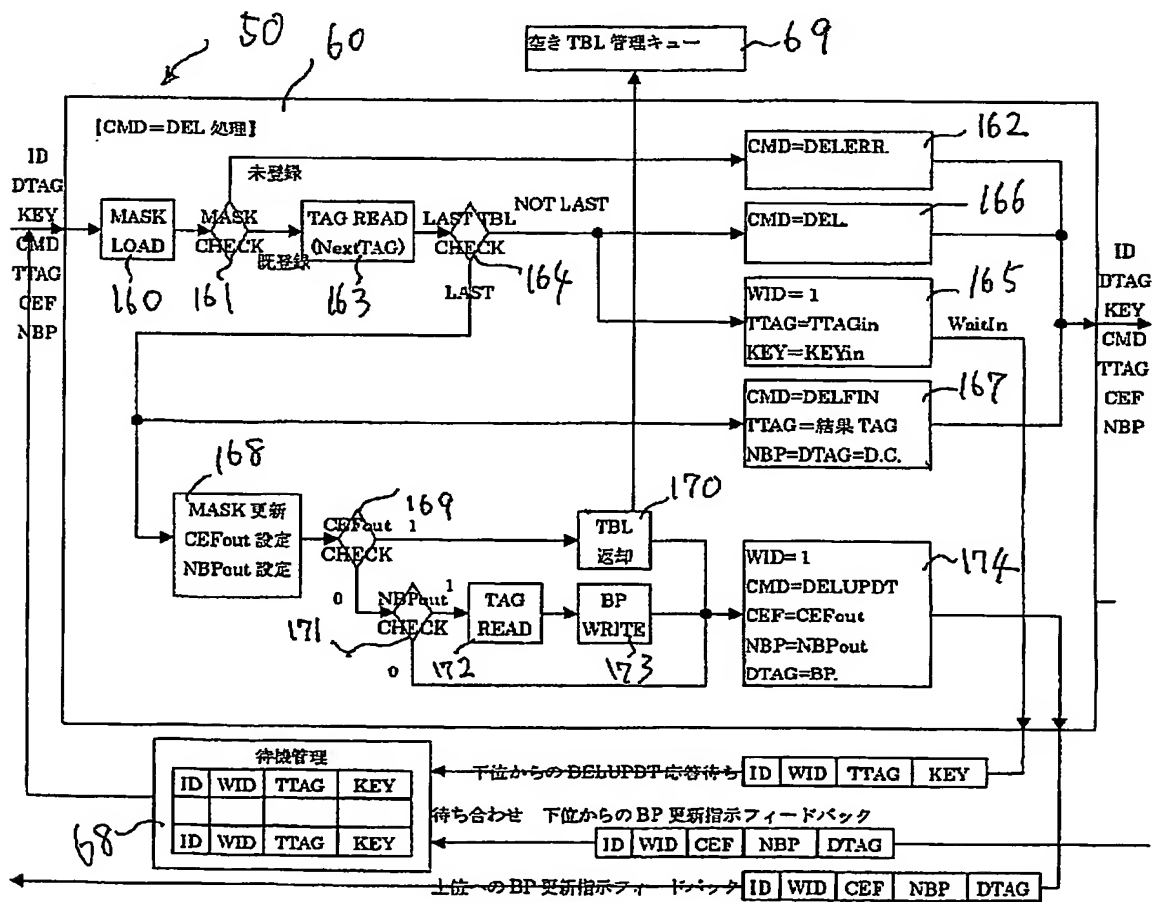 50
60
空き TBL 管理キュー
69
[CMD=DEL 処理]
ID
DTAG
KEY
CMD
TTAG
CEF
NBP
未登録
MASK
LOAD
160
MASK
CHECK
161
既登録
TAG READ
(NextTAG)
163
LAST TBL
CHECK
164
NOT LAST
LAST
CMD=DELERR.
162
CMD=DEL.
166
WID= 1
TTAG=TTAGin
KEY=KEYin
165
WaitIn
CMD=DELFIN
TTAG=結果 TAG
NBP=DTAG=D.C.
167
ID
DTAG
KEY
CMD
TTAG
CEF
NBP
168
MASK 更新
CEFout 設定
NBPout 設定
CEFout 1
CHECK
169
0
TBL
返却
170
NBPout 1
CHECK
171
0
TAG
READ
172
BP
WRITE
173
WID=1
CMD=DELUPDT
CEF=CEFout
NBP=NBPout
DTAG=BP.
174
待機管理
ID WID TTAG KEY
ID WID TTAG KEY
68
下位からの DELUPDT 応答待ち ID WID TTAG KEY
待ち合わせ 下位からの BP 更新指示フィードバック
ID WID CEF NBP DTAG
上位への BP 更新指示フィードバック ID WID CEF NBP DTAG